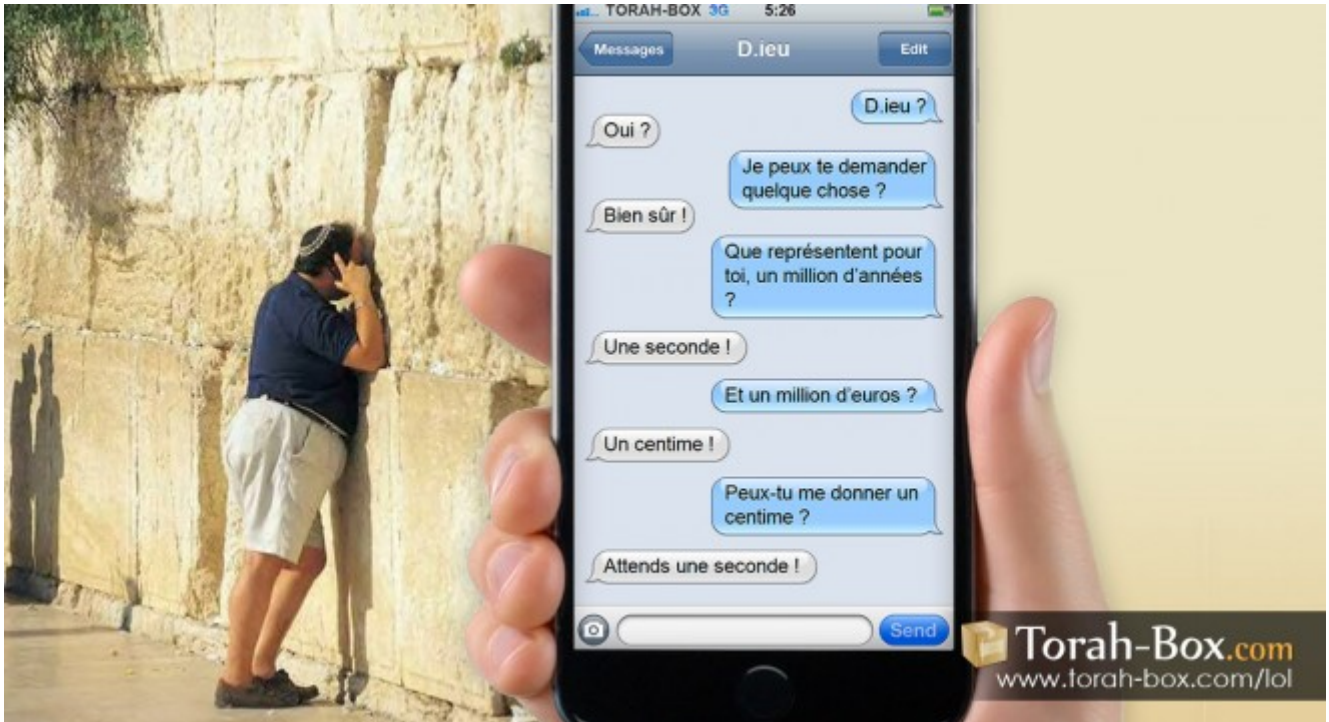 TORAH-BOX 3G 5:26
Messages D.ieu Edit
D.ieu ?
Oui ?
Je peux te demander
quelque chose ?
Bien sûr !
Que représentent pour
toi, un million d'années
?
Une seconde !
Et un million d'euros ?
Un centime !
Peux-tu me donner un
centime ?
Attends une seconde !
Send
Torah-Box.com
www.torah-box.com/lol